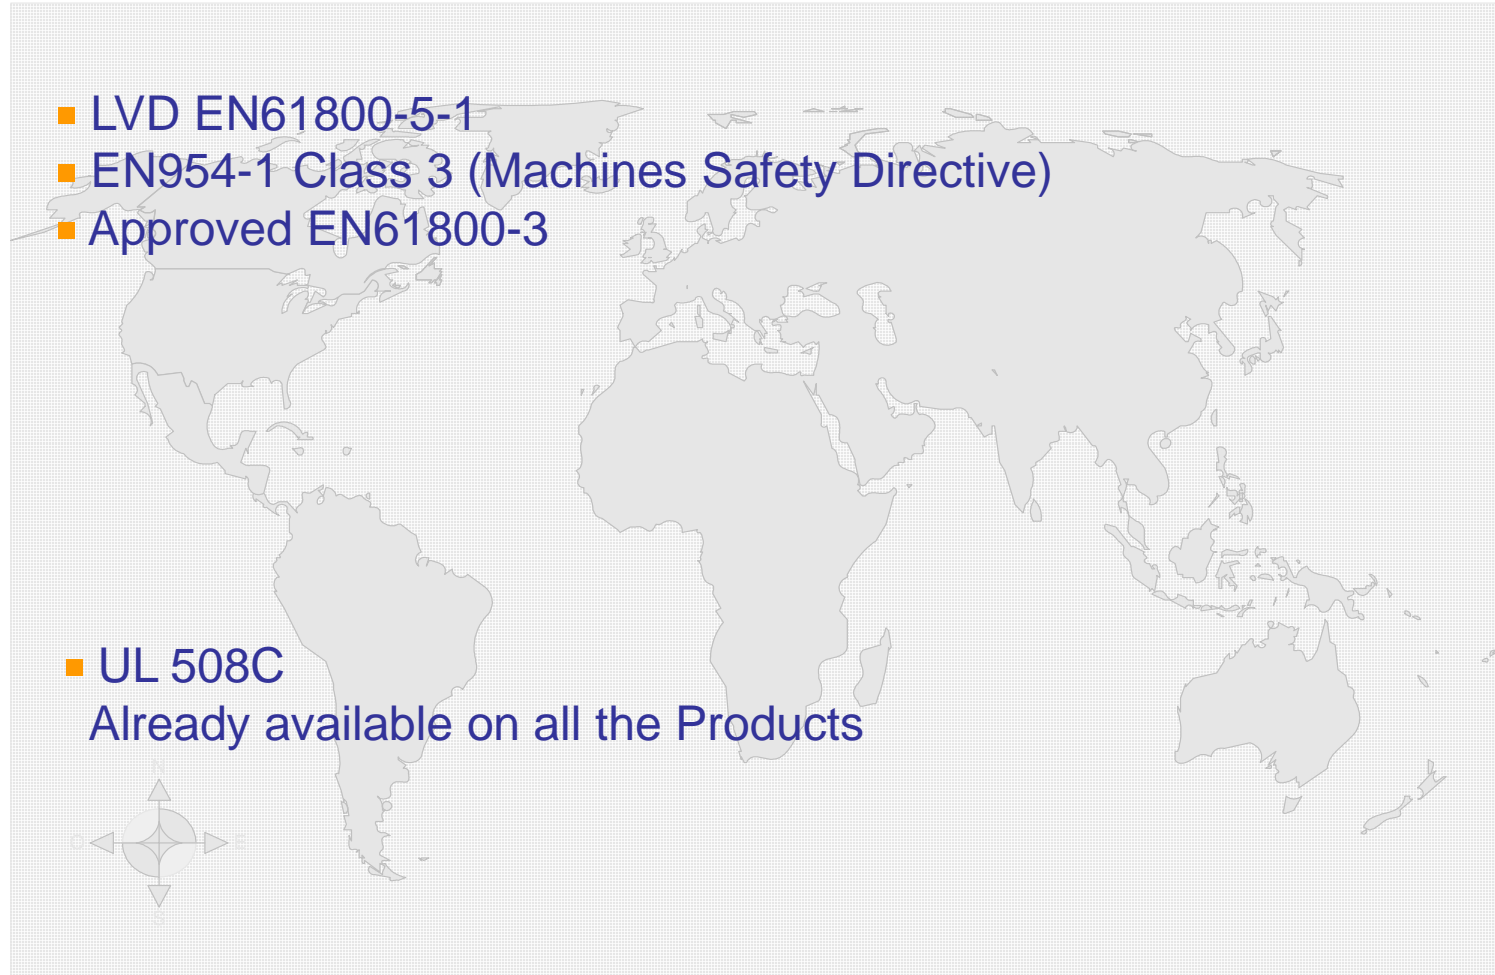 LVD EN61800-5-1
EN954-1 Class 3 (Machines Safety Directive)
Approved EN61800-3
UL 508C
Already available on all the Products
N
O E
S